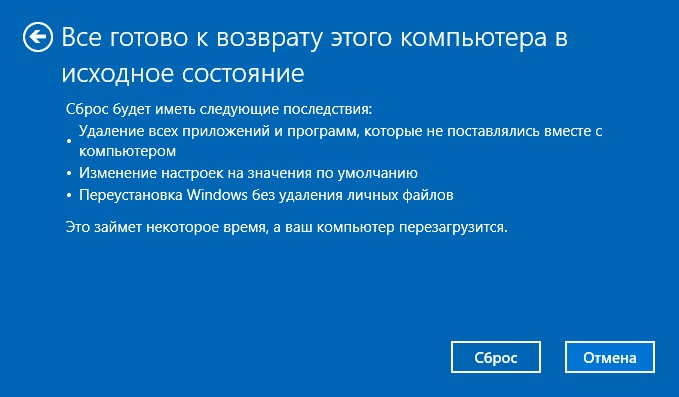 Все готово к возврату этого компьютера в
исходное состояние
Сброс будет иметь следующие последствия:
• Удаление всех приложений и программ, которые не поставлялись вместе с
компьютером
• Изменение настроек на значения по умолчанию
• Переустановка Windows без удаления личных файлов
Это займет некоторое время, а ваш компьютер перезагрузится.
Сброс
Отмена